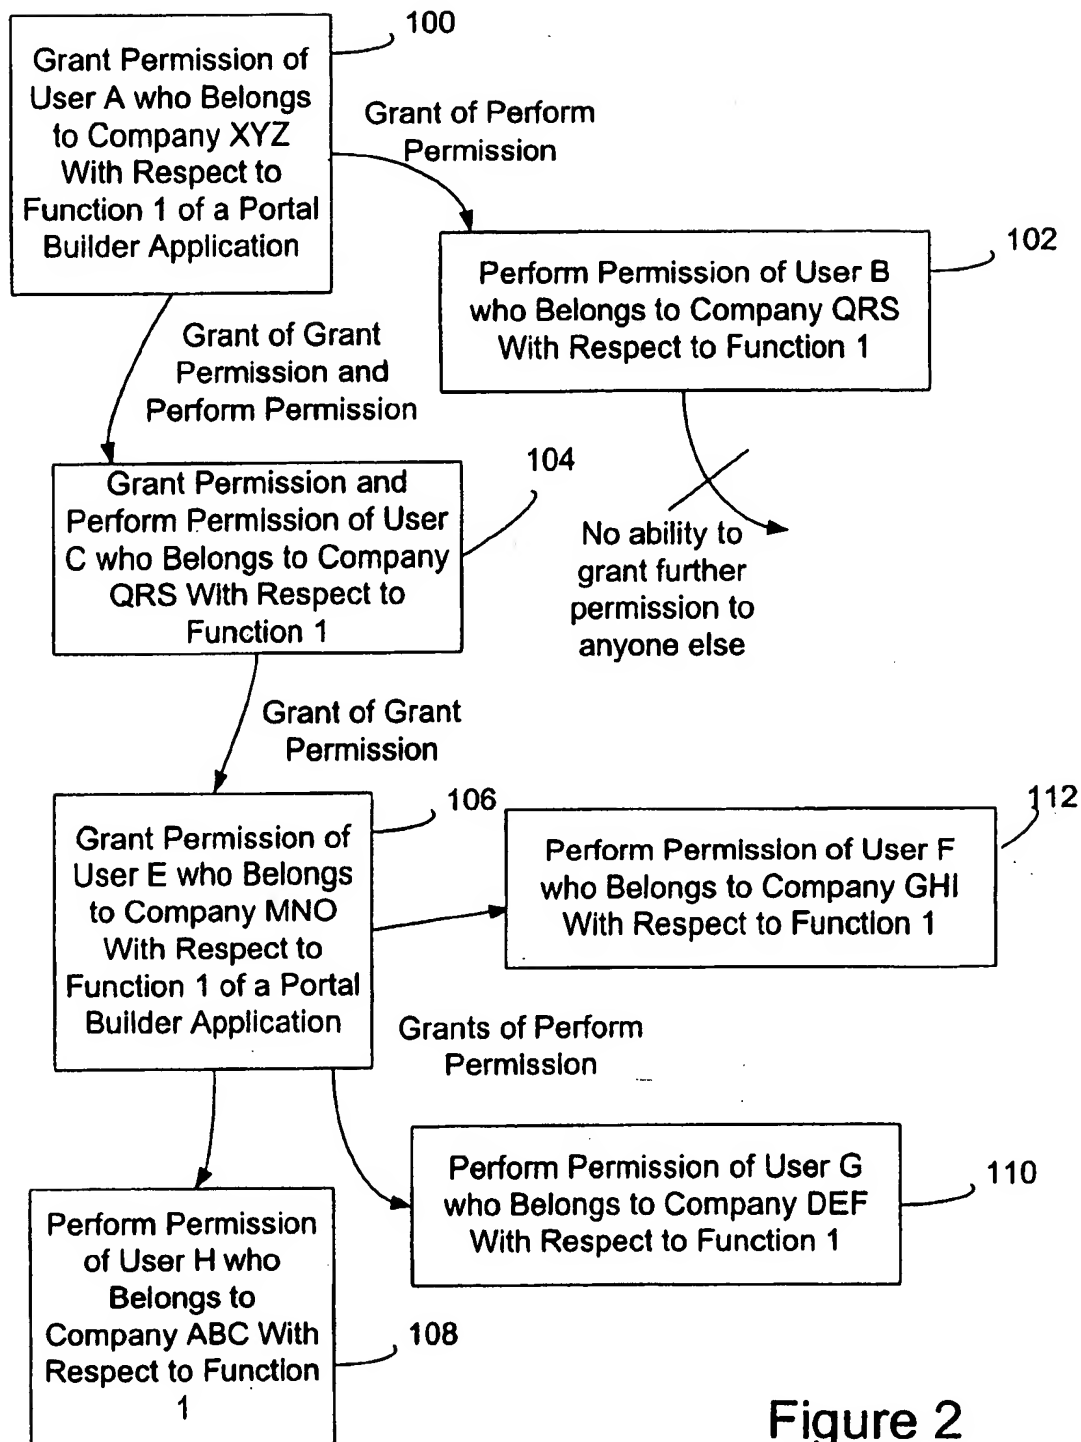 100
Grant Permission of
User A who Belongs
to Company XYZ
With Respect to
Function 1 of a Portal
Builder Application
Grant of Perform
Permission
102
Perform Permission of User B
who Belongs to Company QRS
With Respect to Function 1
Grant of Grant
Permission and
Perform Permission
104
Grant Permission and
Perform Permission of User
C who Belongs to Company
QRS With Respect to
Function 1
No ability to
grant further
permission to
anyone else
Grant of Grant
Permission
106
Grant Permission of
User E who Belongs
to Company MNO
With Respect to
Function 1 of a Portal
Builder Application
112
Perform Permission of User F
who Belongs to Company GHI
With Respect to Function 1
Grants of Perform
Permission
110
Perform Permission of User G
who Belongs to Company DEF
With Respect to Function 1
108
Perform Permission
of User H who
Belongs to
Company ABC With
Respect to Function
1
Figure 2